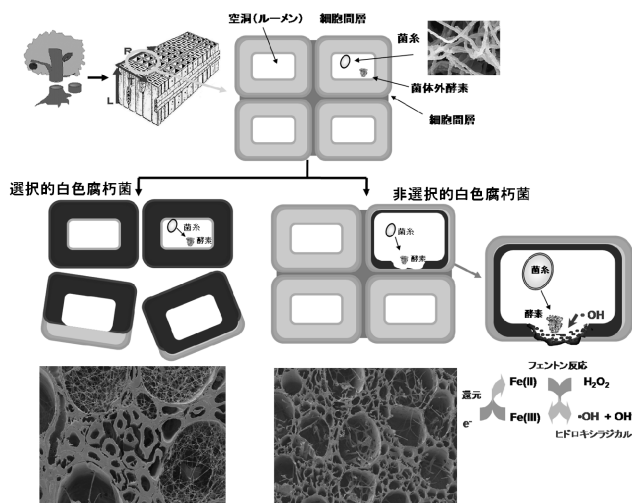 空洞(ルーメン)
細胞間層
菌糸
菌体外酵素
細胞間層
R
L
選択的白色腐朽菌
非選択的白色腐朽菌
菌糸
酵素
菌糸
酵素
菌糸
酵素
・OH
フェントン反応
還元
Fe(II)
H2O2
e-
Fe(III)
・OH + OH
ヒドロキシラジカル